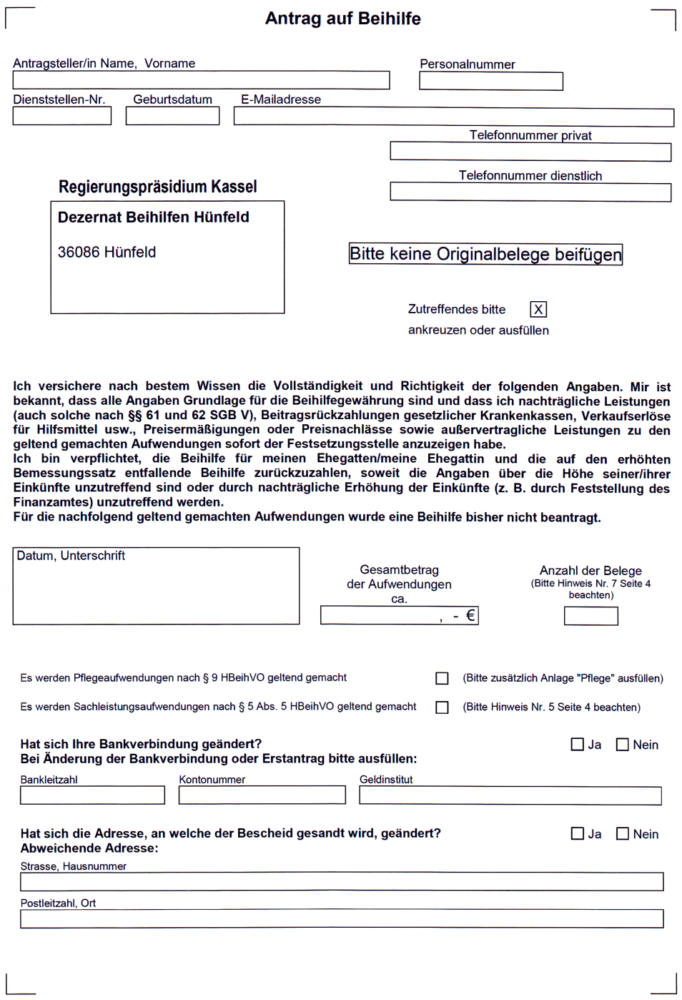 Antrag auf Beihilfe
Antragsteller/in Name, Vorname
Personalnummer
Dienststellen-Nr. Geburtsdatum E-Mailadresse
Telefonnummer privat
Telefonnummer dienstlich
Regierungspräsidium Kassel
Dezernat Beihilfen Hünfeld
36086 Hünfeld
Bitte keine Originalbelege beifügen
Zutreffendes bitte X
ankreuzen oder ausfüllen
Ich versichere nach bestem Wissen die Vollständigkeit und Richtigkeit der folgenden Angaben. Mir ist
bekannt, dass alle Angaben Grundlage für die Beihilfegewährung sind und dass ich nachträgliche Leistungen
(auch solche nach §§ 61 und 62 SGB V), Beitragsrückzahlungen gesetzlicher Krankenkassen, Verkaufserlöse
für Hilfsmittel usw., Preisermäßigungen oder Preisnachlässe sowie außervertragliche Leistungen zu den
geltend gemachten Aufwendungen sofort der Festsetzungsstelle anzuzeigen habe.
Ich bin verpflichtet, die Beihilfe für meinen Ehegatten/meine Ehegattin und die auf den erhöhten
Bemessungssatz entfallende Beihilfe zurückzuzahlen, soweit die Angaben über die Höhe seiner/ihrer
Einkünfte unzutreffend sind oder durch nachträgliche Erhöhung der Einkünfte (z. B. durch Feststellung des
Finanzamtes) unzutreffend werden.
Für die nachfolgend geltend gemachten Aufwendungen wurde eine Beihilfe bisher nicht beantragt.
Datum, Unterschrift
Gesamtbetrag
der Aufwendungen
ca.
, - €
Anzahl der Belege
(Bitte Hinweis Nr. 7 Seite 4
beachten)
Es werden Pflegeaufwendungen nach § 9 HBeihVO geltend gemacht (Bitte zusätzlich Anlage "Pflege" ausfüllen)
Es werden Sachleistungsaufwendungen nach § 5 Abs. 5 HBeihVO geltend gemacht (Bitte Hinweis Nr. 5 Seite 4 beachten)
Hat sich Ihre Bankverbindung geändert? Ja Nein
Bei Änderung der Bankverbindung oder Erstantrag bitte ausfüllen:
Bankleitzahl Kontonummer Geldinstitut
Hat sich die Adresse, an welche der Bescheid gesandt wird, geändert? Ja Nein
Abweichende Adresse:
Strasse, Hausnummer
Postleitzahl, Ort